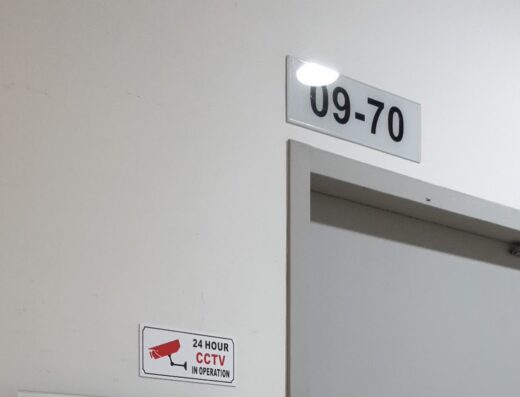 09-70
24 HOUR
CCTV
IN OPERATION